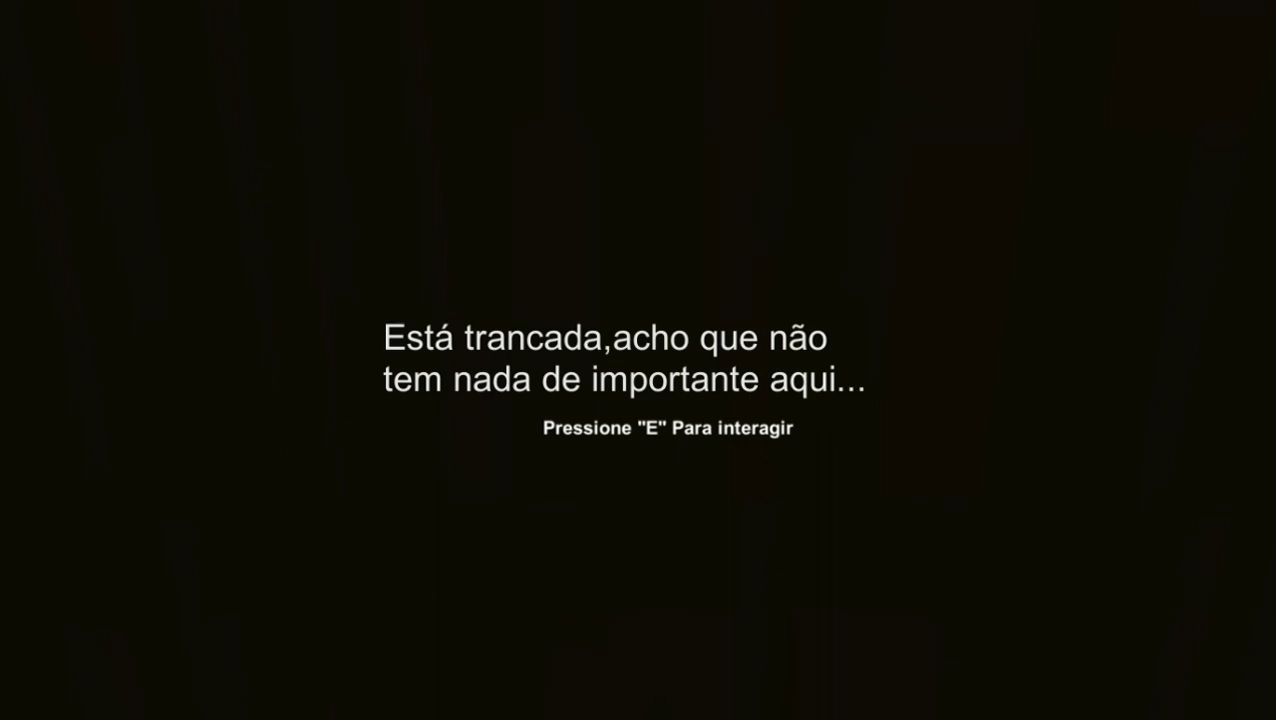 Está trancada,acho que não
tem nada de importante aqui...
Pressione "E" Para interagir